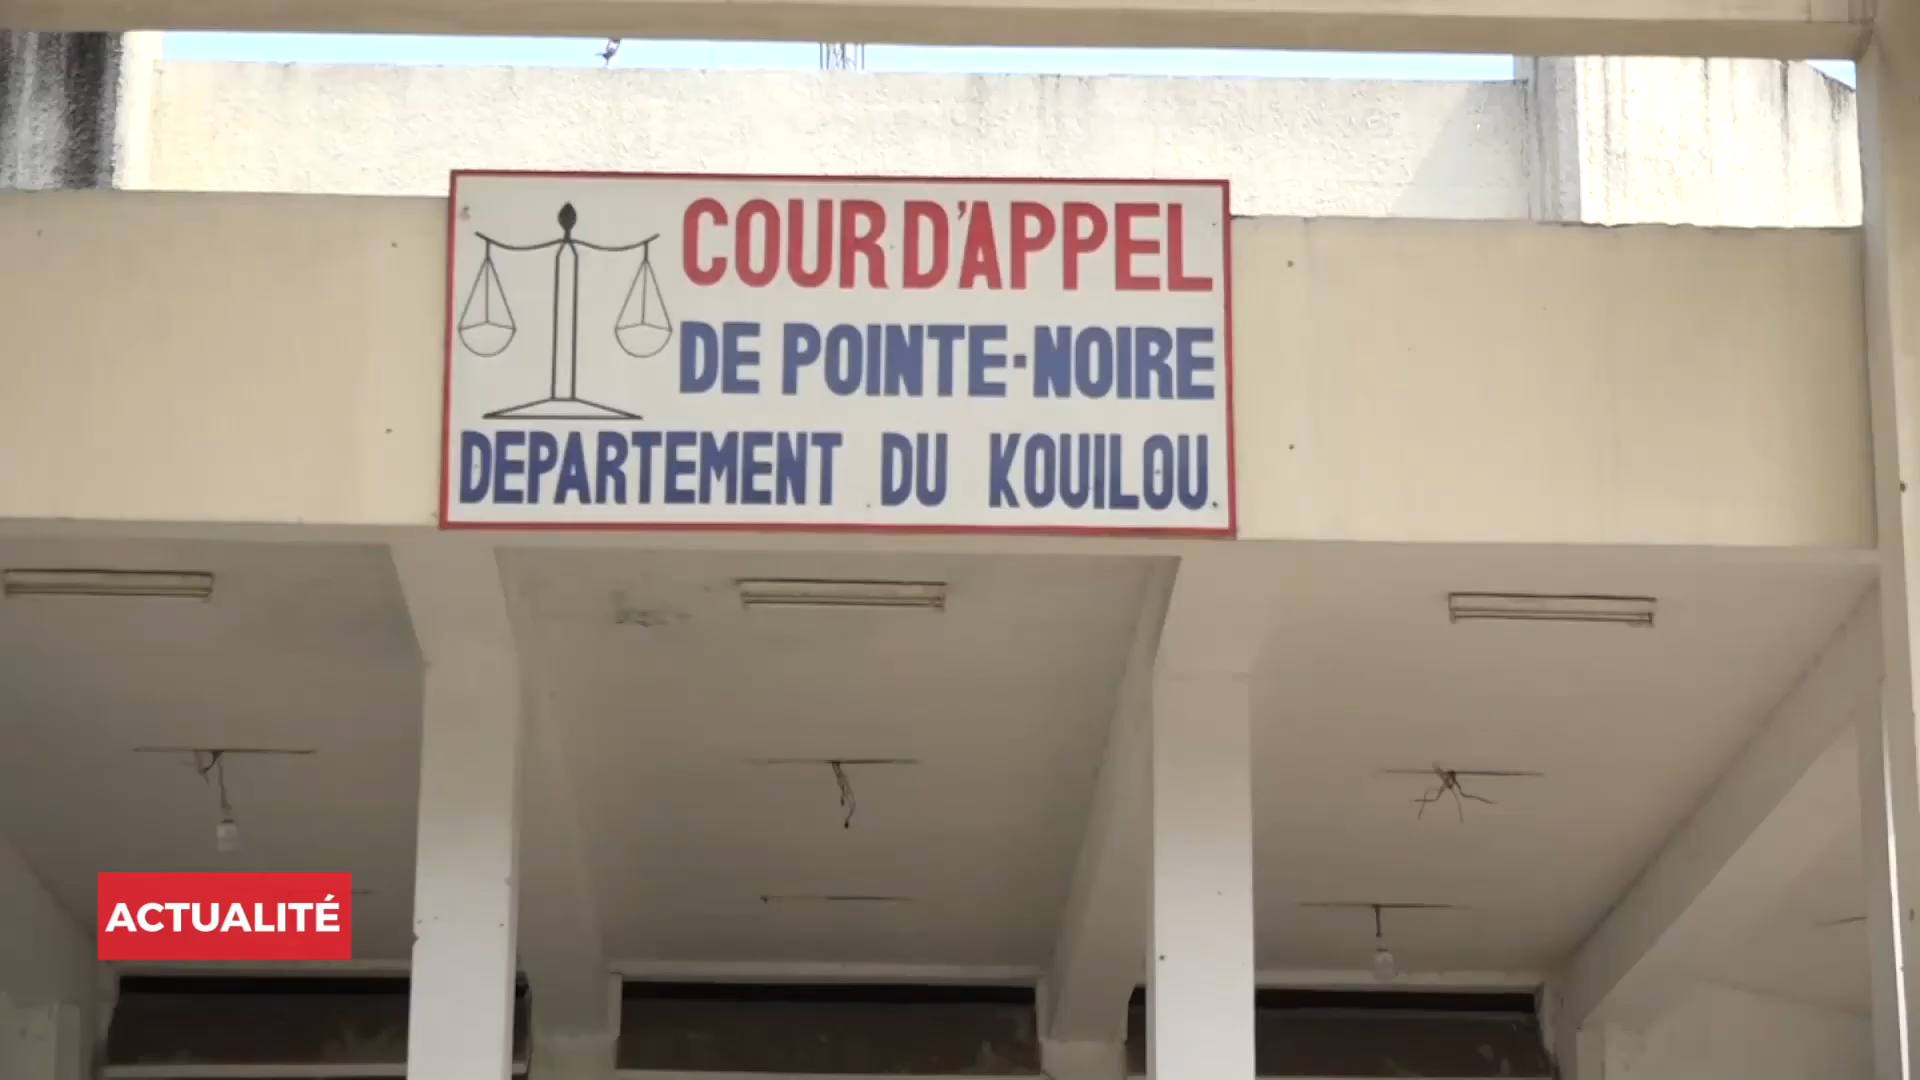 COUR D'APPEL
DE POINTE-NOIRE
DEPARTEMENT DU KOUILOU.
ACTUALITÉ